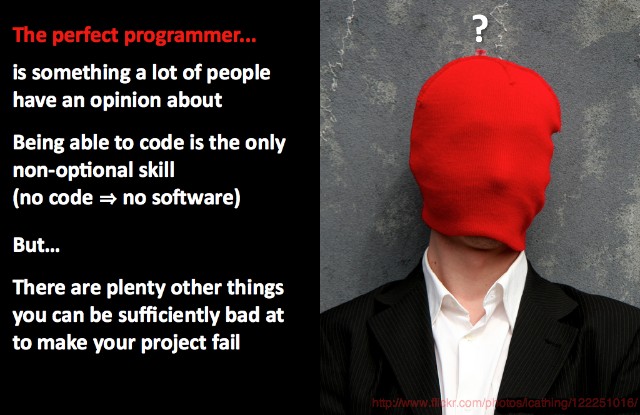 The perfect programmer...
is something a lot of people
have an opinion about
Being able to code is the only
non-optional skill
(no code ⇒ no software)
But...
There are plenty other things
you can be sufficiently bad at
to make your project fail
?
http://www.flickr.com/photos/lcathing/122251016/